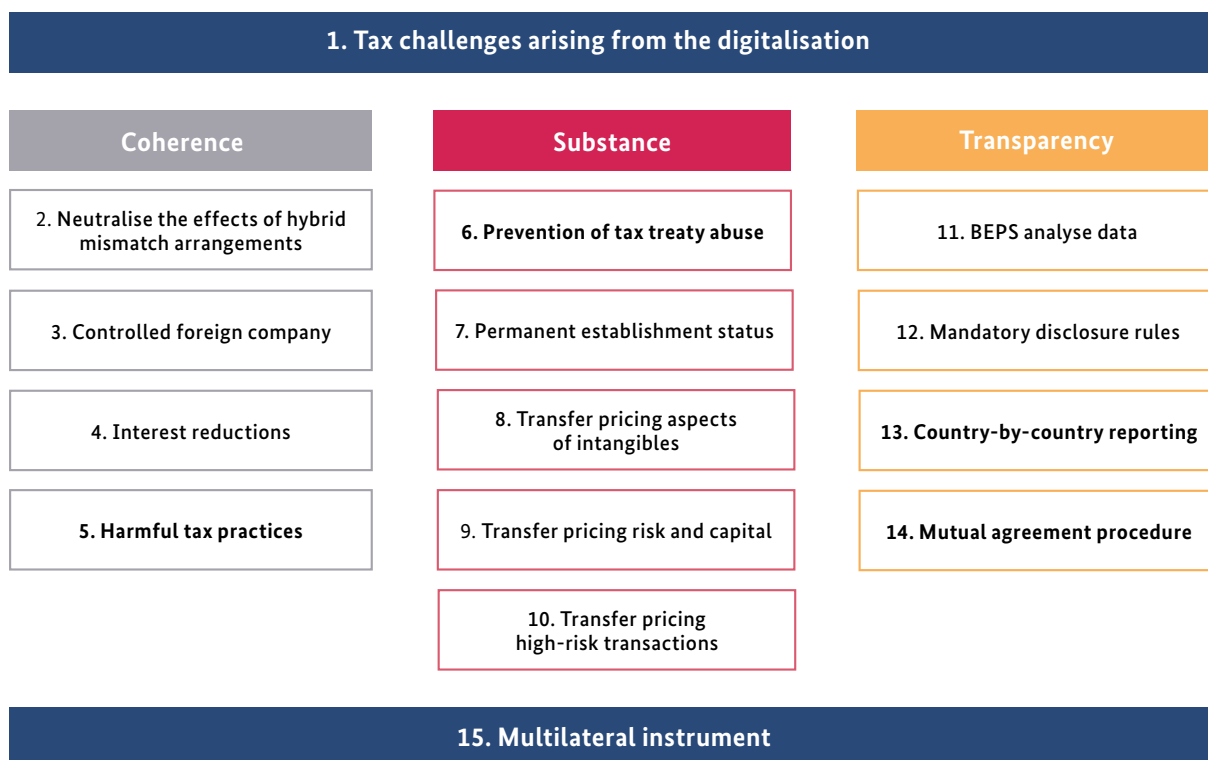 1. Tax challenges arising from the digitalisation
Coherence
2. Neutralise the effects of hybrid
mismatch arrangements
3. Controlled foreign company
4. Interest reductions
5. Harmful tax practices
Substance
6. Prevention of tax treaty abuse
7. Permanent establishment status
8. Transfer pricing aspects
of intangibles
9. Transfer pricing risk and capital
10. Transfer pricing
high-risk transactions
Transparency
11. BEPS analyse data
12. Mandatory disclosure rules
13. Country-by-country reporting
14. Mutual agreement procedure
15. Multilateral instrument